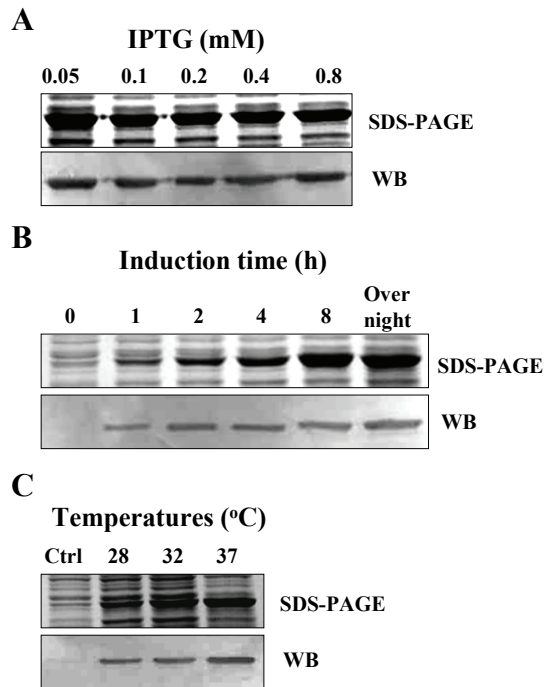 A
IPTG (mM)
0.05 0.1 0.2 0.4 0.8
SDS-PAGE
WB
B
Induction time (h)
0 1 2 4 8 Over night
SDS-PAGE
WB
C
Temperatures (°C)
Ctrl 28 32 37
SDS-PAGE
WB